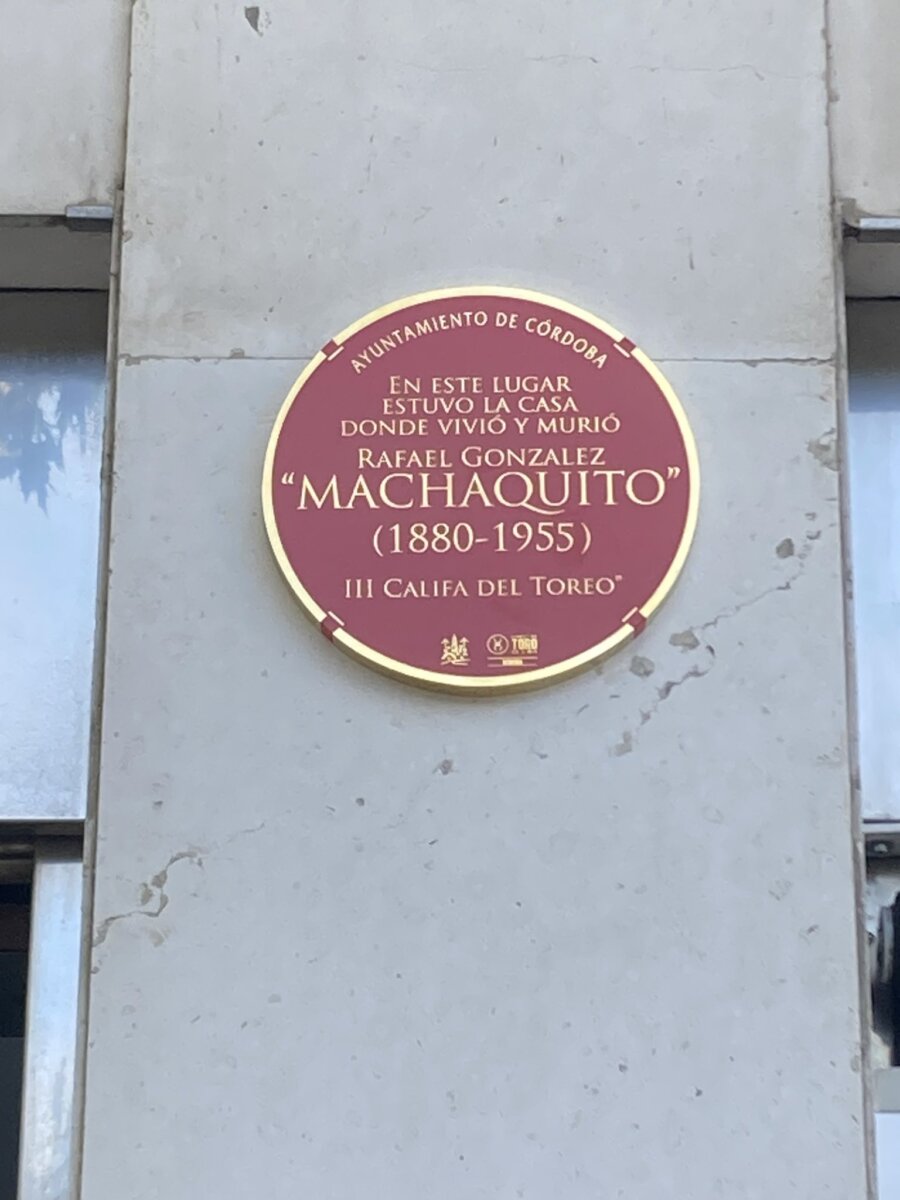 AYUNTAMIENTO DE CÓRDOBA
EN ESTE LUGAR
ESTUVO LA CASA
DONDE VIVIÓ Y MURIÓ
RAFAEL GONZALEZ
“MACHAQUITO”
(1880-1955)
III CALIFA DEL TOREO”
TORO